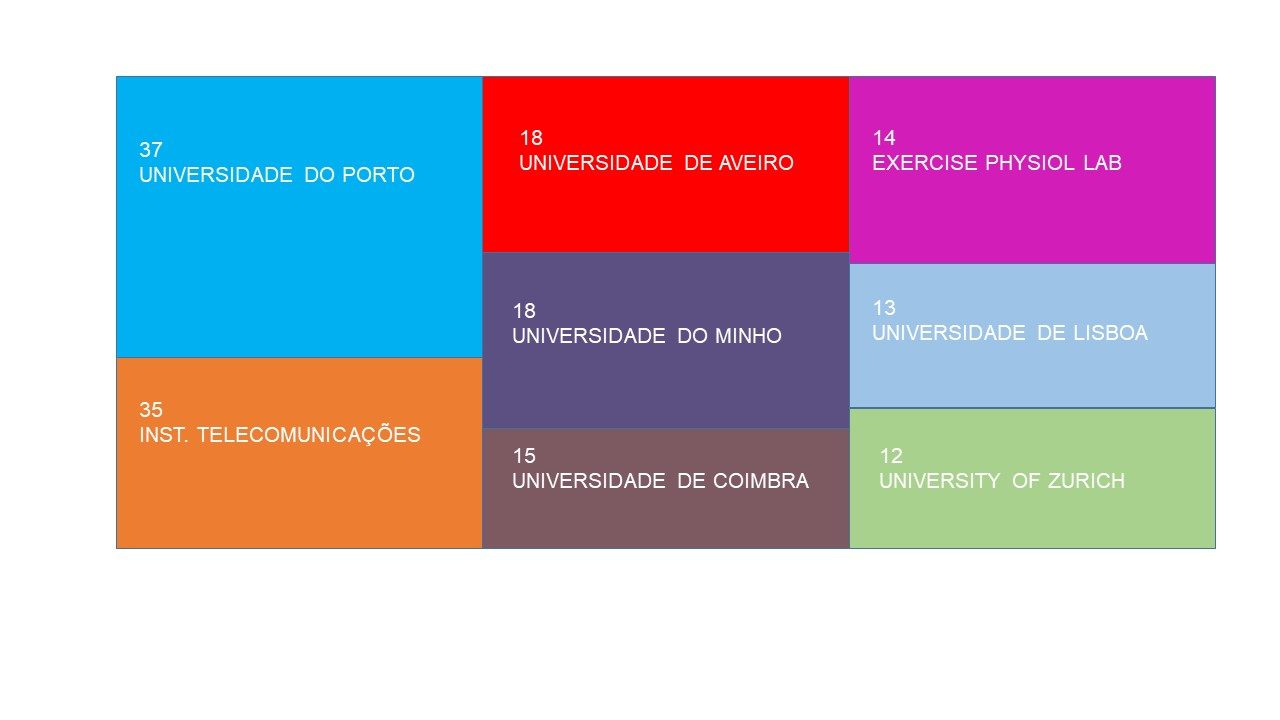 37
UNIVERSIDADE DO PORTO
35
INST. TELECOMUNICAÇÕES
18
UNIVERSIDADE DE AVEIRO
18
UNIVERSIDADE DO MINHO
15
UNIVERSIDADE DE COIMBRA
14
EXERCISE PHYSIOL LAB
13
UNIVERSIDADE DE LISBOA
12
UNIVERSITY OF ZURICH